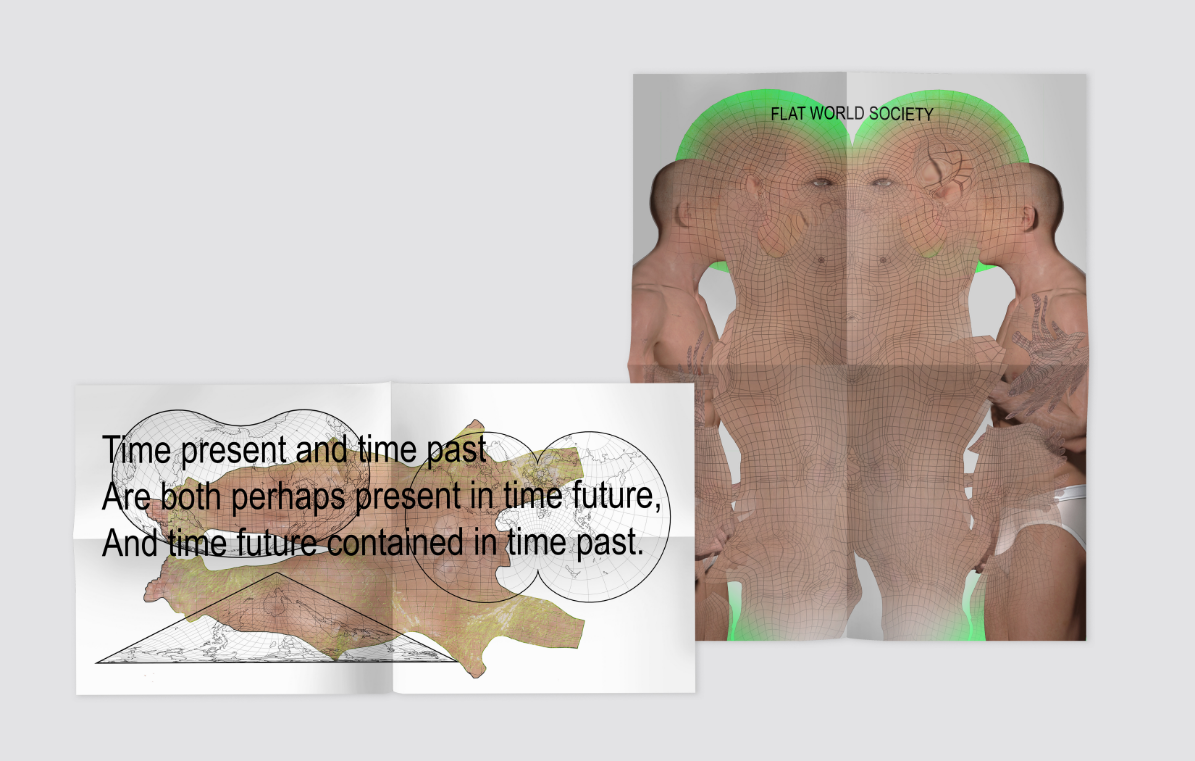 FLAT WORLD SOCIETY
Time present and time past
Are both perhaps present in time future,
And time future contained in time past.